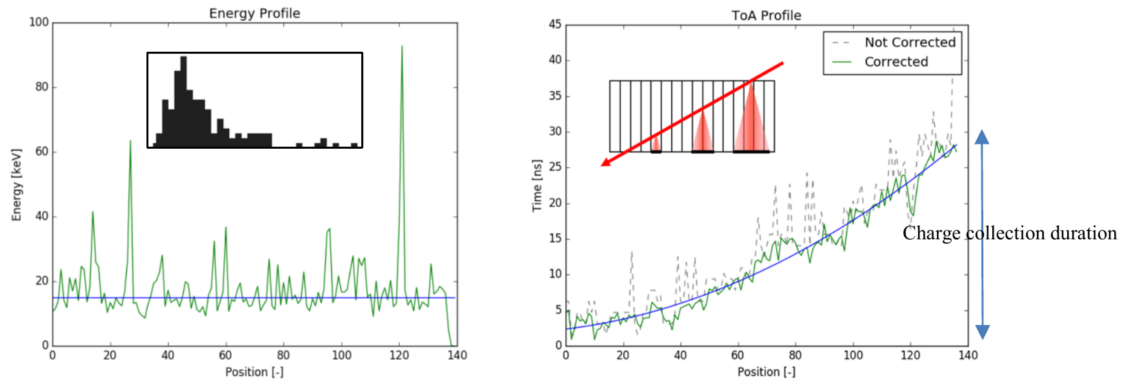 Energy Profile
100
80
60
40
20
0
Energy [keV]
0 20 40 60 80 100 120 140
Position [-]
ToA Profile
45
40
35
30
25
20
15
10
5
0
Time [ns]
Not Corrected
Corrected
Charge collection duration
0 20 40 60 80 100 120 140
Position [-]